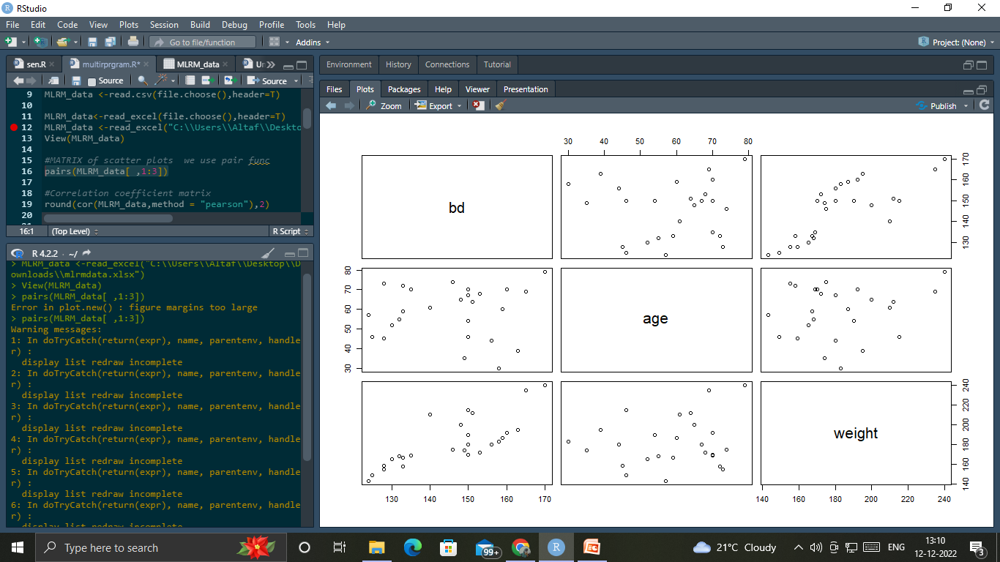 RStudio
File Edit Code View Plots Session Build Debug Profile Tools Help
Go to file/function
Addins
Project: (None)
sen.R
multirprgram.R*
MLRM_data
Source
Source
9 MLRM_data <-read.csv(file.choose(),header=T)
10
11 MLRM_data<-read_excel(file.choose(),header=T)
12 MLRM_data <-read_excel("C:\\Users\\Altaf\\Deskto
13 View(MLRM_data)
14
15 #MATRIX of scatter plots we use pair func
16 pairs(MLRM_data[ ,1:3])
17
18 #Correlation coefficient matrix
19 round(cor(MLRM_data,method = "pearson"),2)
20
16:1 (Top Level) R Script
R 4.2.2 . ~/
> MLRM_data <-read_excel("C:\\Users\\Altaf\\Desktop\\D
ownloads\\mlrmdata.xlsx")
> View(MLRM_data)
> pairs(MLRM_data[ ,1:3])
Error in plot.new() : figure margins too large
> pairs(MLRM_data[ ,1:3])
Warning messages:
1: In doTryCatch(return(expr), name, parentenv, handle
r) :
display list redraw incomplete
2: In doTryCatch(return(expr), name, parentenv, handle
r) :
display list redraw incomplete
3: In doTryCatch(return(expr), name, parentenv, handle
r) :
display list redraw incomplete
4: In doTryCatch(return(expr), name, parentenv, handle
r) :
display list redraw incomplete
5: In doTryCatch(return(expr), name, parentenv, handle
r) :
display list redraw incomplete
6: In doTryCatch(return(expr), name, parentenv, handle
r) :
display list redraw incomplete
Environment History Connections Tutorial
Files Plots Packages Help Viewer Presentation
Zoom Export Publish
30 40 50 60 70 80
bd
130 140 150 160 170
30 40 50 60 70 80
age
weight
140 160 180 200 220 240
130 140 150 160 170
140 160 180 200 220 240
Type here to search
99+
21°C Cloudy
ENG
13:10
12-12-2022
3